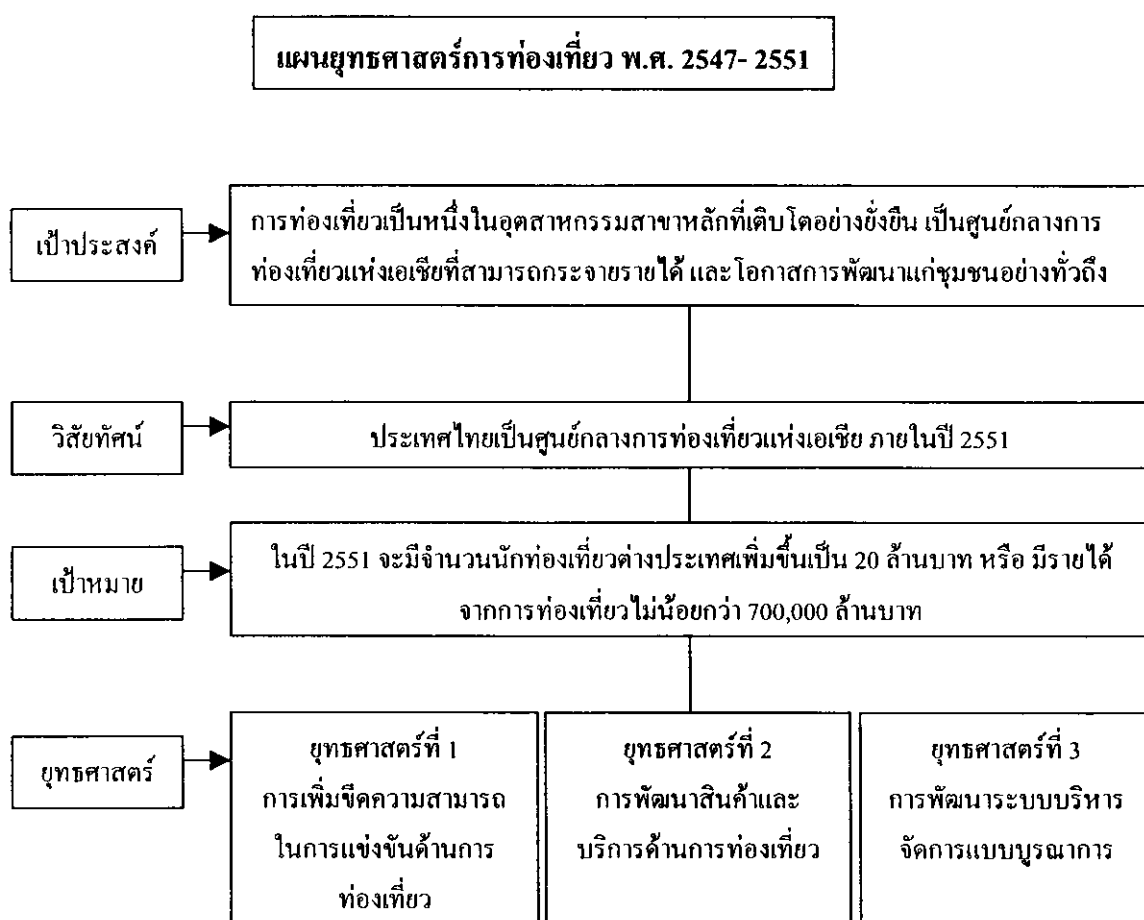 แผนยุทธศาสตร์การท่องเที่ยว พ.ศ. 2547- 2551
เป้าประสงค์
การท่องเที่ยวเป็นหนึ่งในอุตสาหกรรมสาขาหลักที่เติบโตอย่างยั่งยืน เป็นศูนย์กลางการ
ท่องเที่ยวแห่งเอเชียที่สามารถกระจายรายได้ และโอกาสการพัฒนาแก่ชุมชนอย่างทั่วถึง
วิสัยทัศน์
ประเทศไทยเป็นศูนย์กลางการท่องเที่ยวแห่งเอเชีย ภายในปี 2551
เป้าหมาย
ในปี 2551 จะมีจำนวนนักท่องเที่ยวต่างประเทศเพิ่มขึ้นเป็น 20 ล้านบาท หรือ มีรายได้
จากการท่องเที่ยวไม่น้อยกว่า 700,000 ล้านบาท
ยุทธศาสตร์
ยุทธศาสตร์ที่ 1
การเพิ่มขีดความสามารถ
ในการแข่งขันด้านการ
ท่องเที่ยว
ยุทธศาสตร์ที่ 2
การพัฒนาสินค้าและ
บริการด้านการท่องเที่ยว
ยุทธศาสตร์ที่ 3
การพัฒนาระบบบริหาร
จัดการแบบบูรณาการ